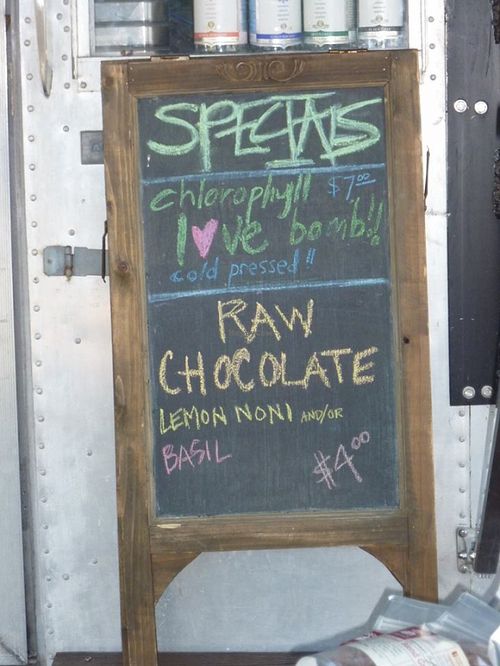 SPECIALS
chlorophyll $7.00
love bomb!!
cold pressed!!
RAW
CHOCOLATE
LEMON NONI AND/OR
BASIL
$4.00